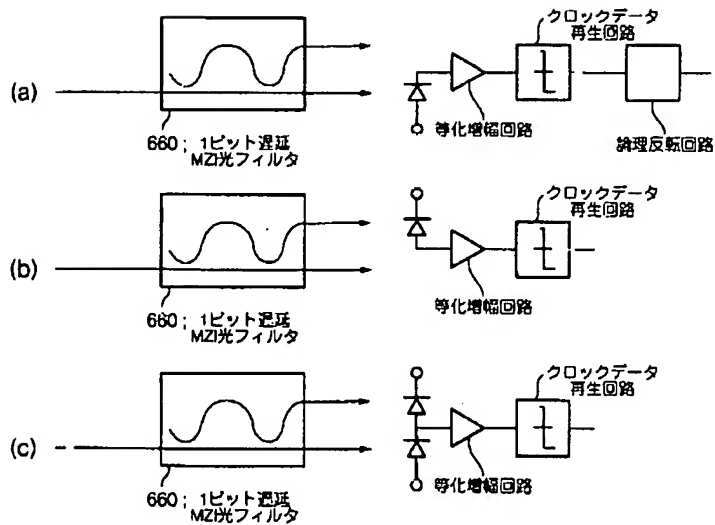 クロックデータ
再生回路
(a)
等化増幅回路
660; 1ビット遅延
MZI光フィルタ
論理反転回路
クロックデータ
再生回路
(b)
等化増幅回路
660; 1ビット遅延
MZI光フィルタ
クロックデータ
再生回路
(c)
等化増幅回路
660; 1ビット遅延
MZI光フィルタ